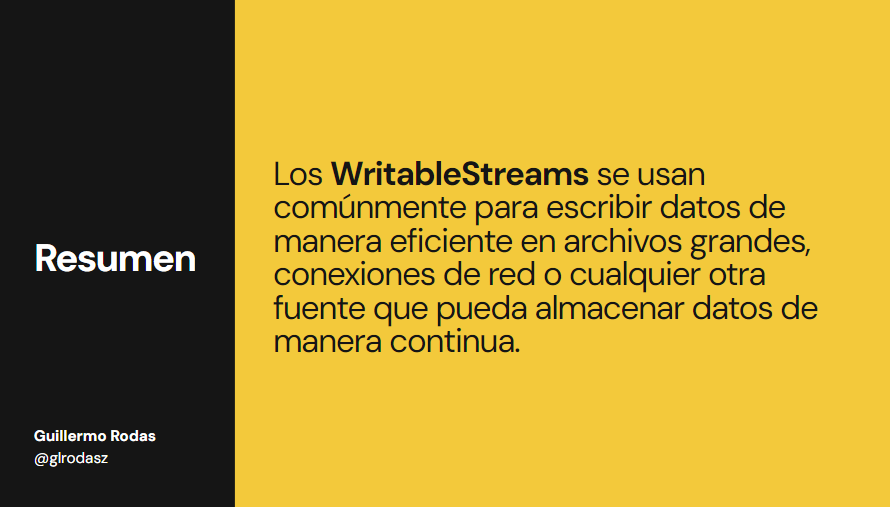 Resumen
Guillermo Rodas
@glrodasz
Los WritableStreams se usan
comúnmente para escribir datos de
manera eficiente en archivos grandes,
conexiones de red o cualquier otra
fuente que pueda almacenar datos de
manera continua.